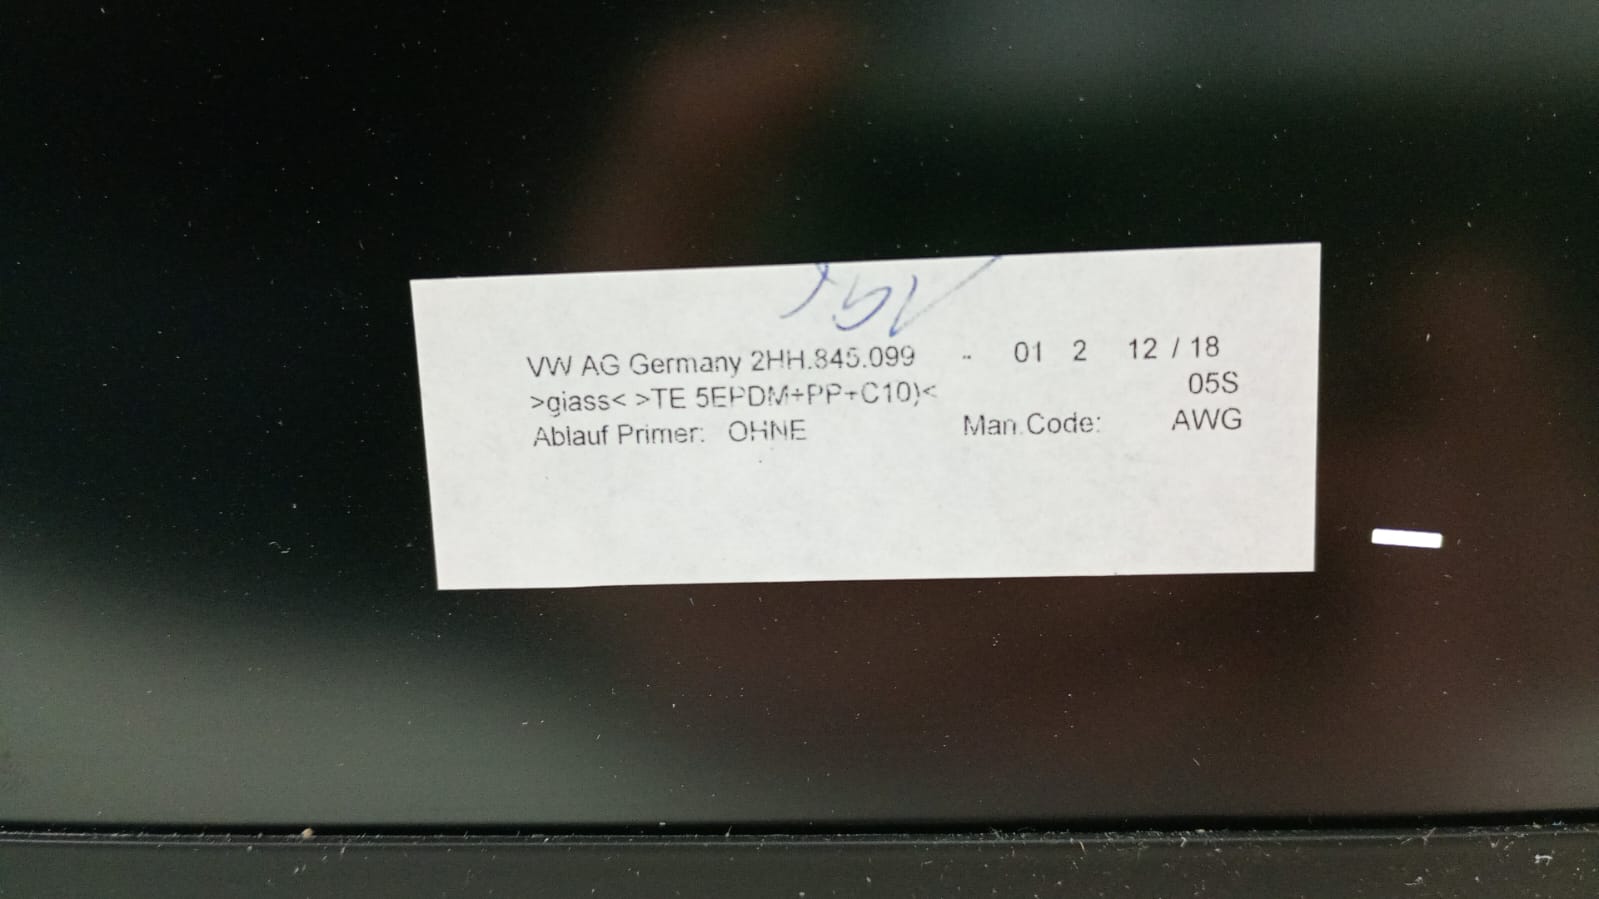 VW AG Germany 2HH.845.099 -- 01 2 12 / 18
>glass< >TE 5EPDM+PP+C10)< 05S
Ablauf Primer: OHNE Man.Code: AWG